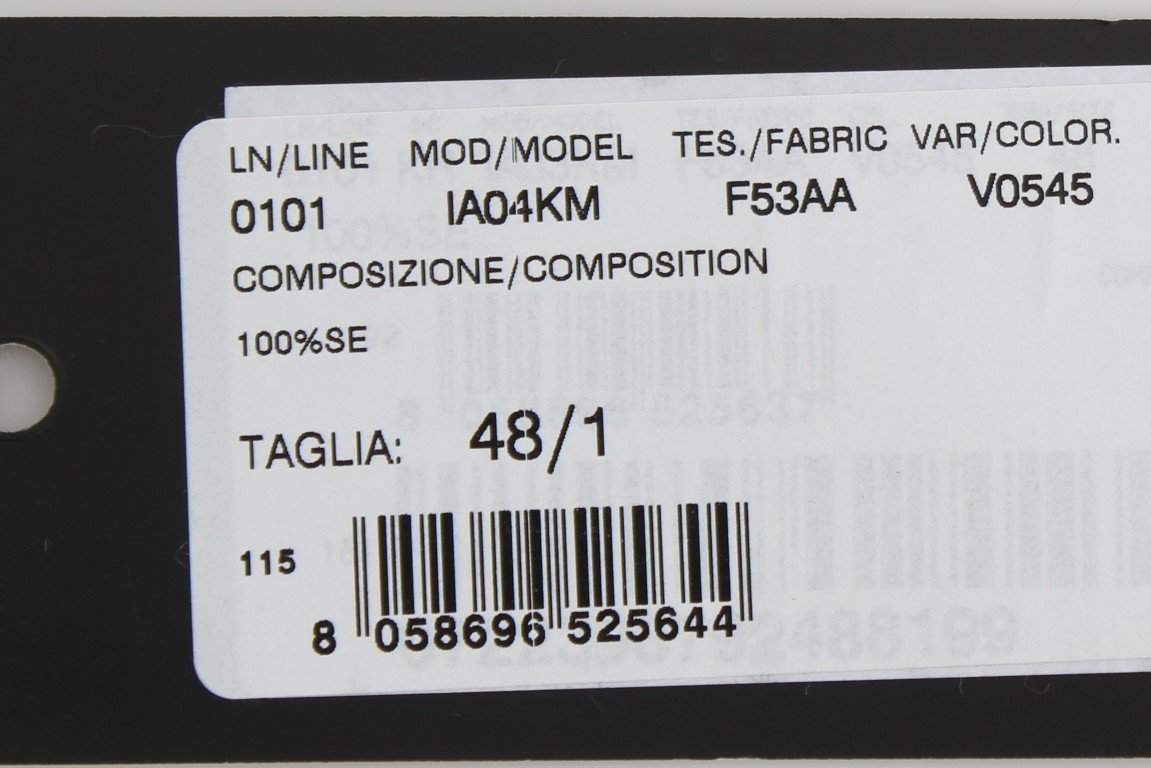 LN/LINE MOD/MODEL TES./FABRIC VAR/COLOR.
0101 IA04KM F53AA V0545
COMPOSIZIONE/COMPOSITION
100%SE
TAGLIA: 48/1
115
8 058696 525644